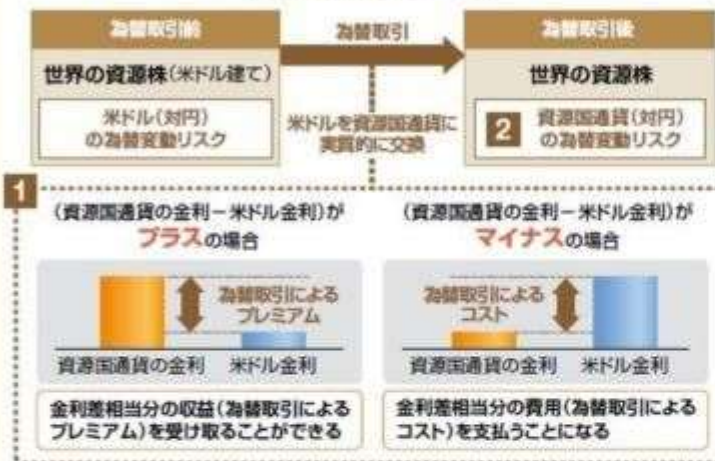 為替取引前
為替取引
為替取引後
世界の資源株(米ドル建て)
世界の資源株
米ドル(対円)
の為替変動リスク
米ドルを資源国通貨に
実質的に交換
2
資源国通貨(対円)
の為替変動リスク
1
(資源国通貨の金利－米ドル金利)が
プラスの場合
為替取引による
プレミアム
資源国通貨の金利
米ドル金利
金利差相当分の収益(為替取引による
プレミアム)を受け取ることができる
(資源国通貨の金利－米ドル金利)が
マイナスの場合
為替取引による
コスト
資源国通貨の金利
米ドル金利
金利差相当分の費用(為替取引による
コスト)を支払うことになる